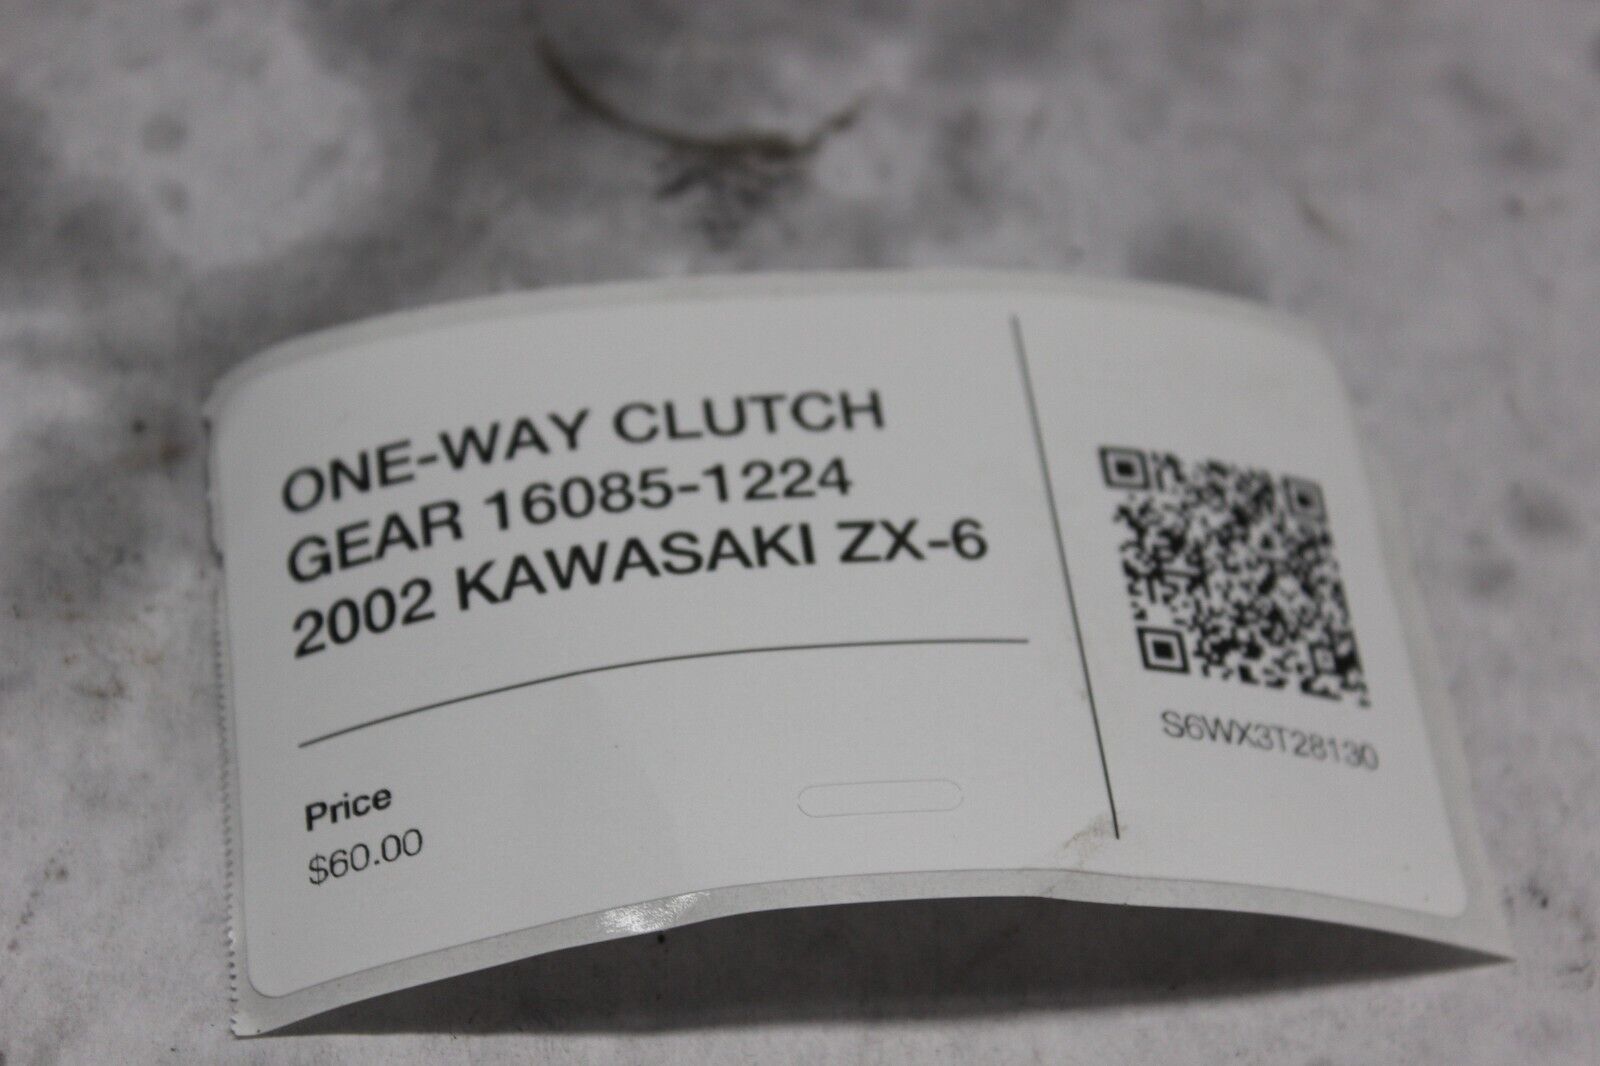 ONE-WAY CLUTCH
GEAR 16085-1224
2002 KAWASAKI ZX-6
Price
$60.00
S6WX3T28130